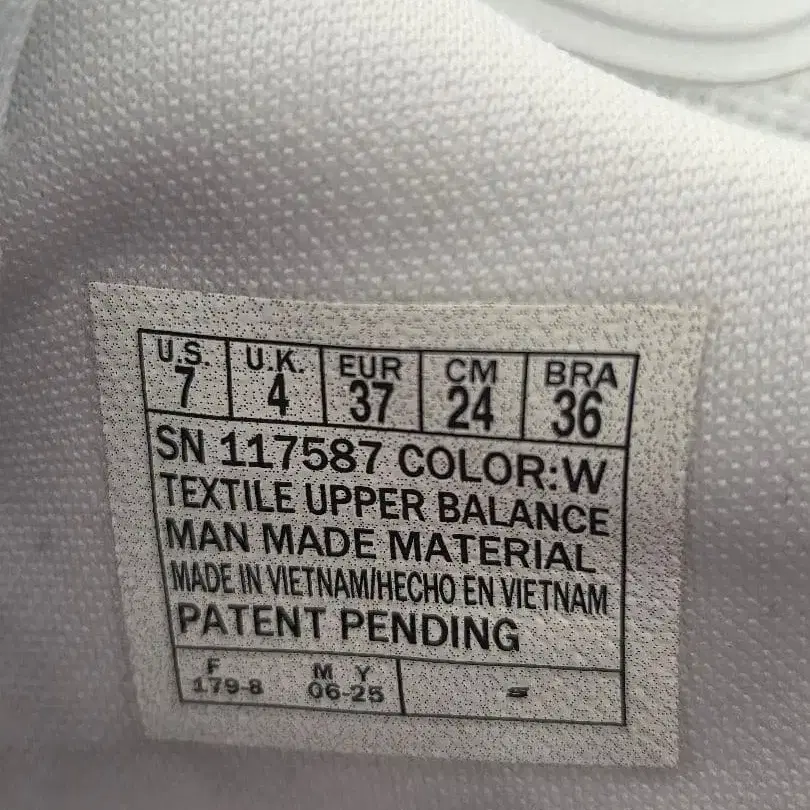 U.S. U.K. EUR CM BRA
7 4 37 24 36
SN 117587 COLOR:W
TEXTILE UPPER BALANCE
MAN MADE MATERIAL
MADE IN VIETNAM/HECHO EN VIETNAM
PATENT PENDING
F M Y
179-8 06-25